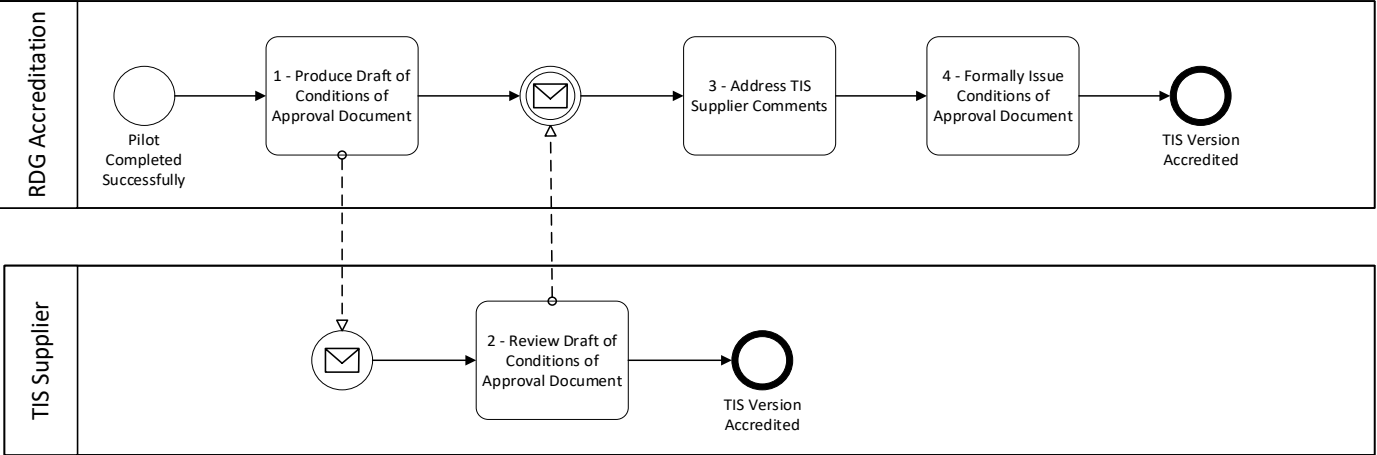 RDG Accreditation
Pilot
Completed
Successfully
1 - Produce Draft of
Conditions of
Approval Document
3 - Address TIS
Supplier Comments
4 - Formally Issue
Conditions of
Approval Document
TIS Version
Accredited
TIS Supplier
2 - Review Draft of
Conditions of
Approval Document
TIS Version
Accredited